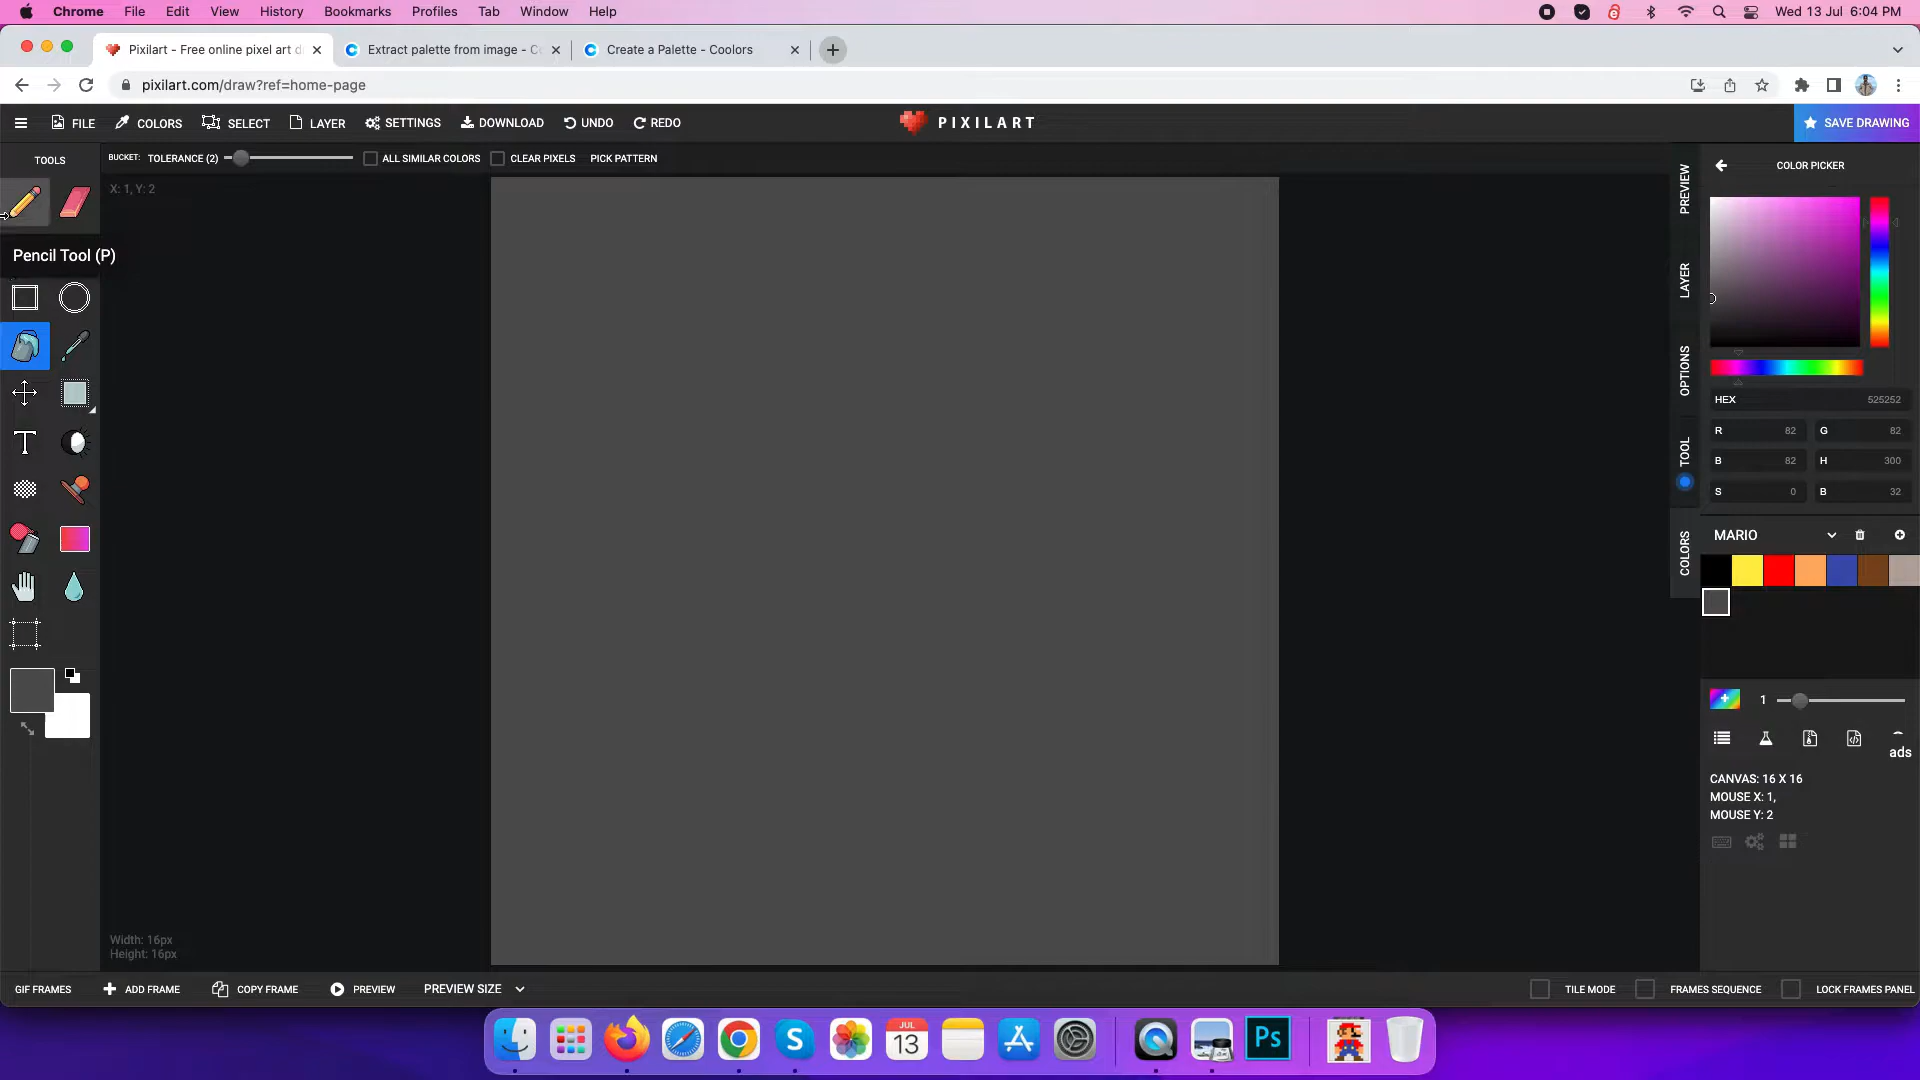 Chrome File Edit View History Bookmarks Profiles Tab Window Help Wed 13 Jul 6:04 PM
Pixilart - Free online pixel art d Extract palette from image - C Create a Palette - Coolors
pixilart.com/draw?ref=home-page
FILE COLORS SELECT LAYER SETTINGS DOWNLOAD UNDO REDO PIXILART SAVE DRAWING
TOOLS BUCKET: TOLERANCE (2) ALL SIMILAR COLORS CLEAR PIXELS PICK PATTERN
COLOR PICKER
X: 1, Y: 2
PREVIEW
Pencil Tool (P)
LAYER
OPTIONS
HEX 525252
R 82 G 82
TOOL
B 82 H 300
S 0 B 32
COLORS
MARIO
1
ads
CANVAS: 16 X 16
MOUSE X: 1,
MOUSE Y: 2
Width: 16px
Height: 16px
GIF FRAMES ADD FRAME COPY FRAME PREVIEW PREVIEW SIZE TILE MODE FRAMES SEQUENCE LOCK FRAMES PANEL
JUL
13
Ps